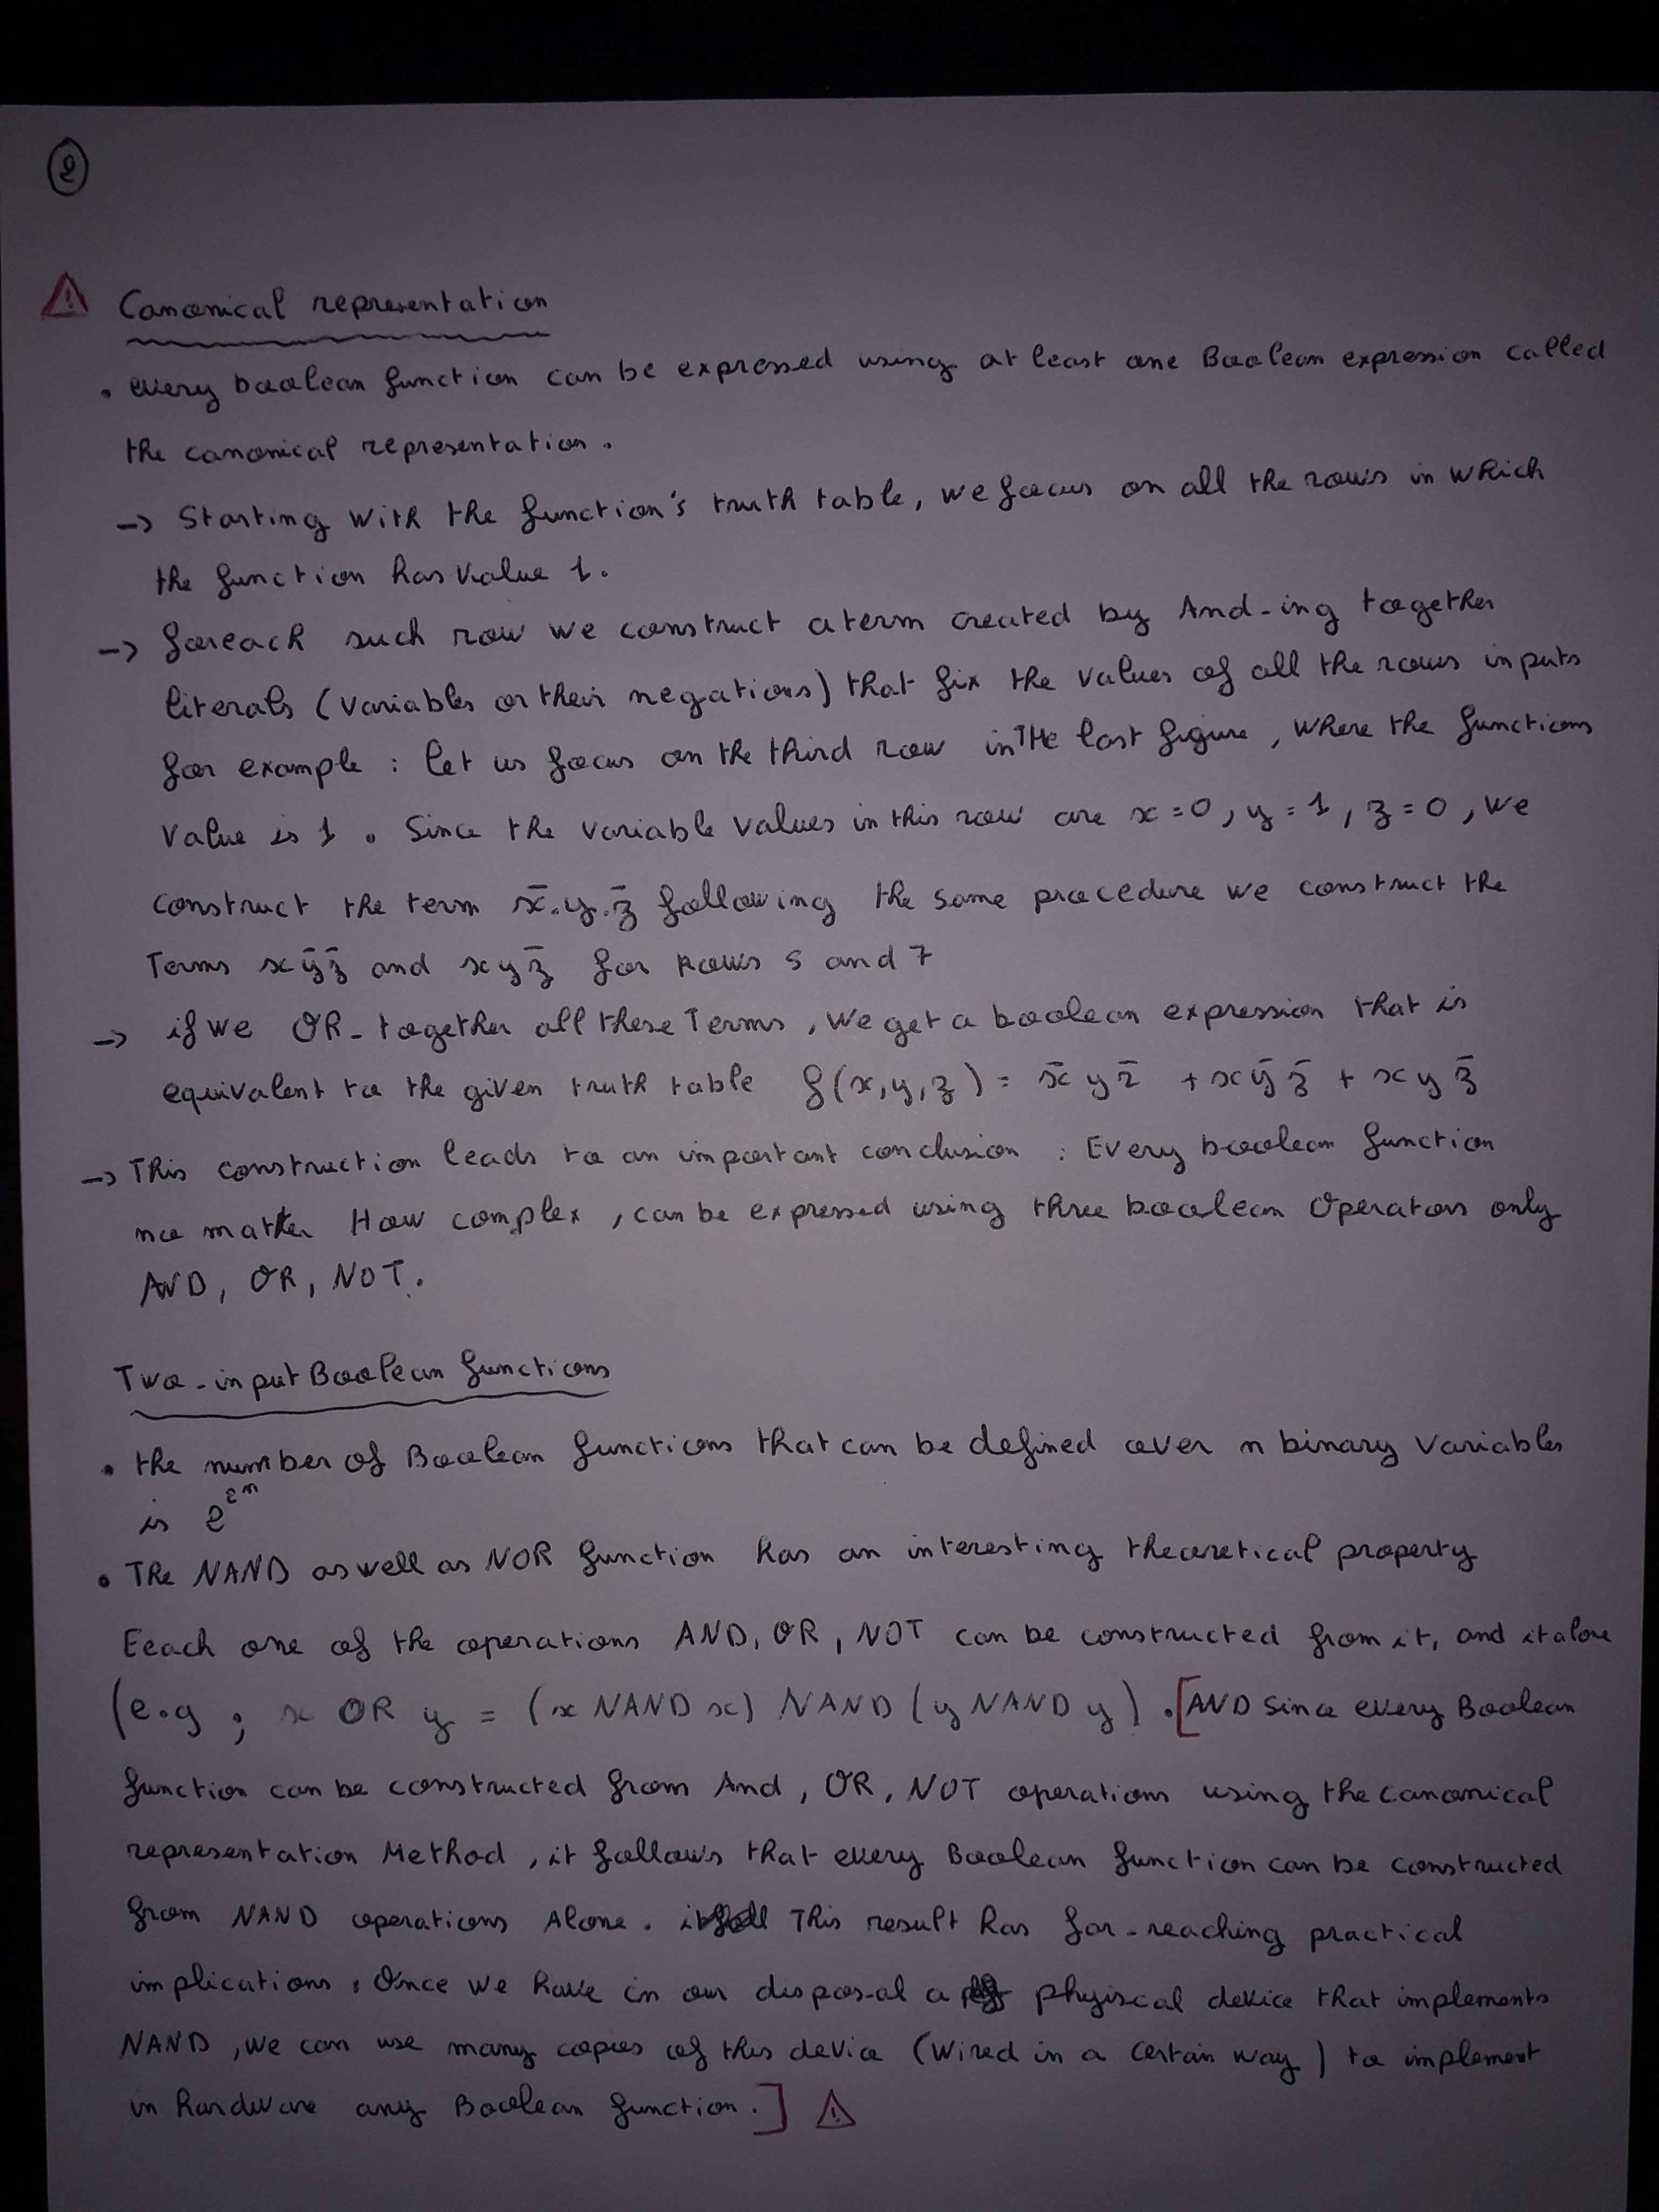 2
Canonical representation
• every boolean function can be expressed using at least one Boolean expression called
the canonical representation .
-> Starting with the function's truth table, we focus on all the rows in which
the function has value 1.
-> foreach such row we construct a term created by And-ing together
literals (variables or their negations) that fix the values of all the rows inputs
for example : let us focus on the third row in THe last figure, where the functions
value is 1 . Since the variable values in this row are x=0, y=1, z=0, we
construct the term x̄.y.z̄ following the same procedure we construct the
Terms xȳz̄ and xyz̄ for Rows 5 and 7
-> if we OR-together all these Terms, we get a boolean expression that is
equivalent to the given truth table f(x,y,z) = x̄yz̄ + xȳz̄ + xyz̄
-> This construction leads to an important conclusion : Every boolean function
no matter How complex, can be expressed using three boolean Operators only
AND, OR, NOT.
Two-input Boolean functions
• the number of Boolean functions that can be defined over n binary variables
is 2^2^n
• The NAND as well as NOR function has an interesting theoretical property
Eeach one of the operations AND, OR, NOT can be constructed from it, and it alone
(e.g ; x OR y = (x NAND x) NAND (y NAND y) .[AND Since every Boolean
function can be constructed from And, OR, NOT operations using the canonical
representation Method, it follows that every Boolean function can be constructed
from NAND operations Alone. This result has far-reaching practical
implications : Once we have in our disposal a phyiscal device that implements
NAND, we can use many copies of this device (Wired in a certain way) to implement
in hardware any Boolean function.]